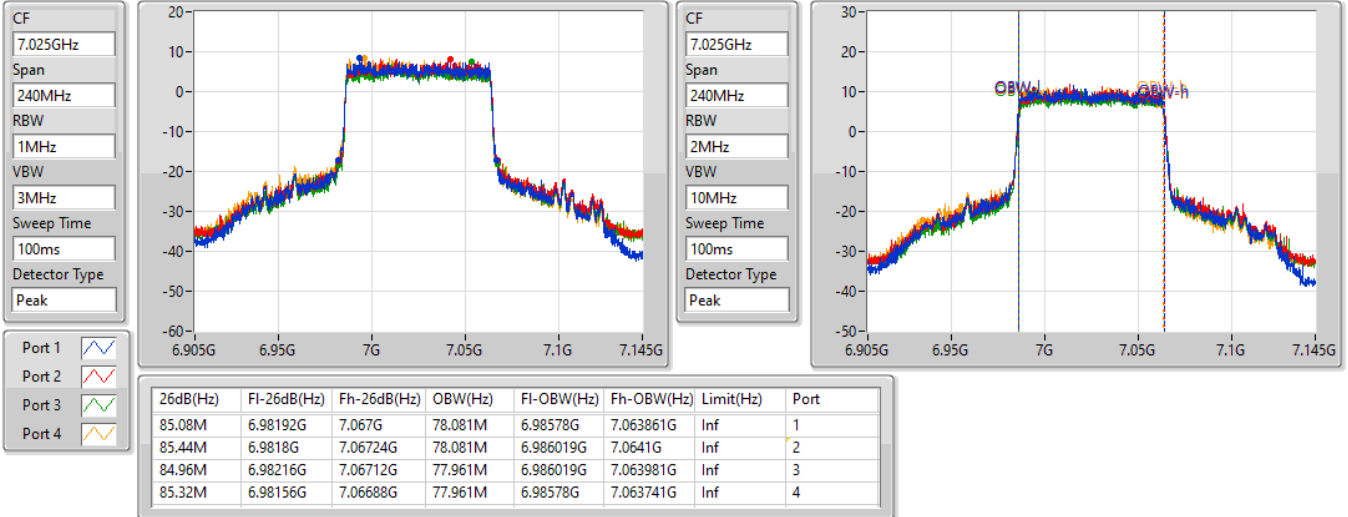 CF
7.025GHz
Span
240MHz
RBW
1MHz
VBW
3MHz
Sweep Time
100ms
Detector Type
Peak
20
10
0
-10
-20
-30
-40
-50
-60
6.905G 6.95G 7G 7.05G 7.1G 7.145G
CF
7.025GHz
Span
240MHz
RBW
2MHz
VBW
10MHz
Sweep Time
100ms
Detector Type
Peak
30
20
10
0
-10
-20
-30
-40
-50
OBW-l OBW-h
6.905G 6.95G 7G 7.05G 7.1G 7.145G
Port 1
Port 2
Port 3
Port 4
26dB(Hz) Fl-26dB(Hz) Fh-26dB(Hz) OBW(Hz) Fl-OBW(Hz) Fh-OBW(Hz) Limit(Hz) Port
85.08M 6.98192G 7.067G 78.081M 6.98578G 7.063861G Inf 1
85.44M 6.9818G 7.06724G 78.081M 6.986019G 7.0641G Inf 2
84.96M 6.98216G 7.06712G 77.961M 6.986019G 7.063981G Inf 3
85.32M 6.98156G 7.06688G 77.961M 6.98578G 7.063741G Inf 4